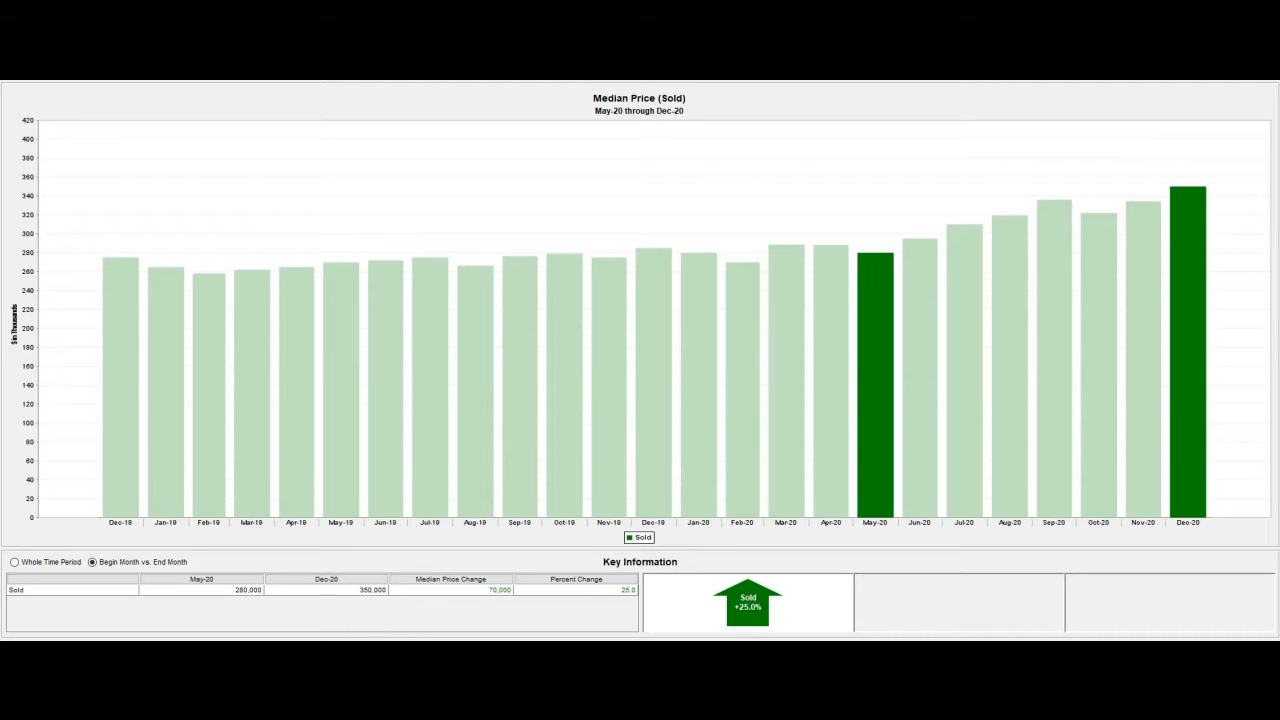 Median Price (Sold)
May-20 through Dec-20
420
400
380
360
340
320
300
280
260
240
220
200
180
160
140
120
100
80
60
40
20
0
$ in Thousands
Dec-18 Jan-19 Feb-19 Mar-19 Apr-19 May-19 Jun-19 Jul-19 Aug-19 Sep-19 Oct-19 Nov-19 Dec-19 Jan-20 Feb-20 Mar-20 Apr-20 May-20 Jun-20 Jul-20 Aug-20 Sep-20 Oct-20 Nov-20 Dec-20
Sold
Whole Time Period Begin Month vs. End Month
Key Information
May-20 Dec-20 Median Price Change Percent Change
Sold 280,000 350,000 70,000 25.0
Sold
+25.0%